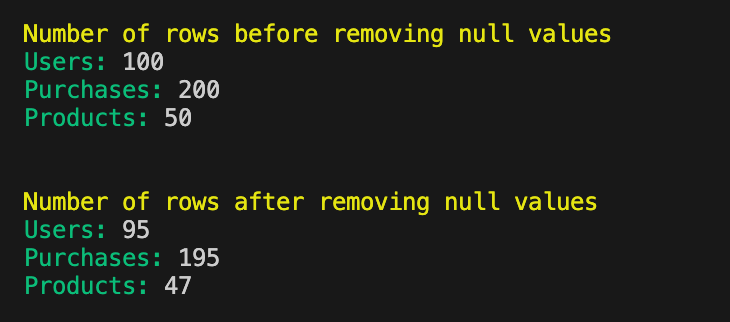 Number of rows before removing null values
Users: 100
Purchases: 200
Products: 50
Number of rows after removing null values
Users: 95
Purchases: 195
Products: 47